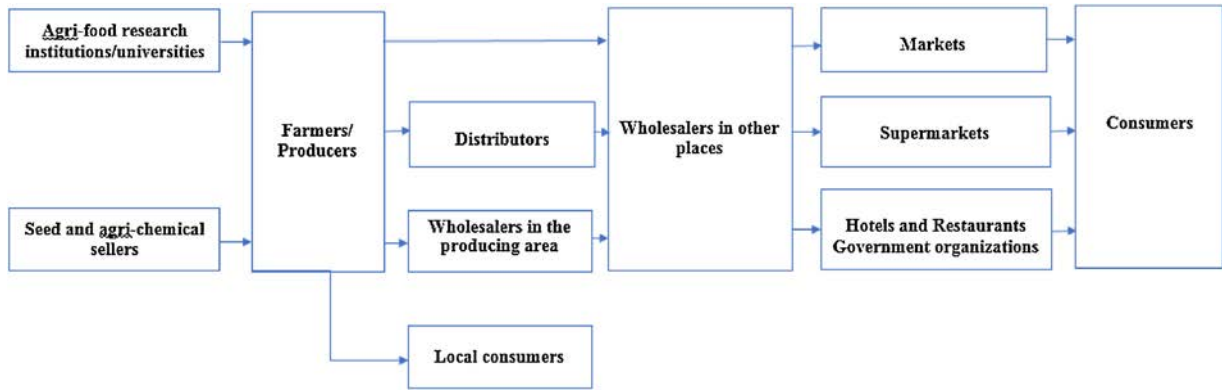 Agri-food research
institutions/universities
Seed and agri-chemical
sellers
Farmers/
Producers
Distributors
Wholesalers in the
producing area
Local consumers
Wholesalers in other
places
Markets
Supermarkets
Hotels and Restaurants
Government organizations
Consumers